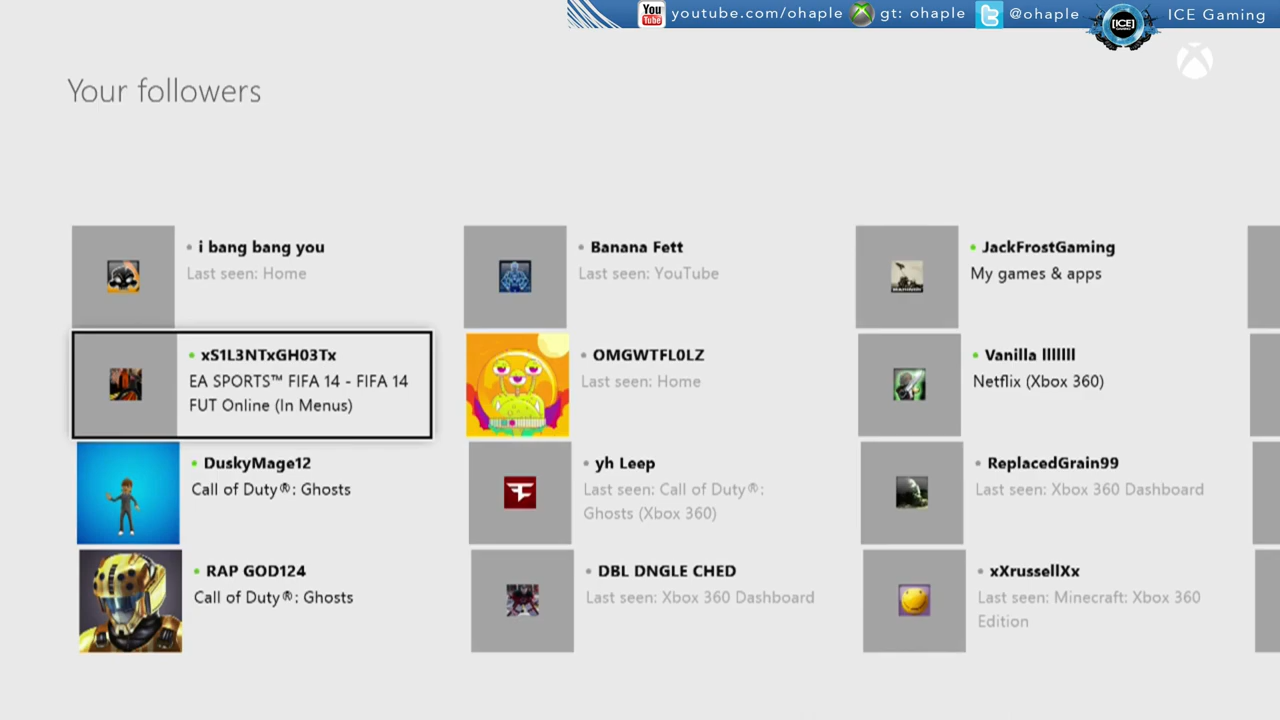 You Tube youtube.com/ohaple gt: ohaple @ohaple [ICE] ICE Gaming
Your followers
i bang bang you
Last seen: Home
xS1L3NTxGH03Tx
EA SPORTS™ FIFA 14 - FIFA 14
FUT Online (In Menus)
DuskyMage12
Call of Duty®: Ghosts
RAP GOD124
Call of Duty®: Ghosts
Banana Fett
Last seen: YouTube
OMGWTFL0LZ
Last seen: Home
yh Leep
Last seen: Call of Duty®:
Ghosts (Xbox 360)
DBL DNGLE CHED
Last seen: Xbox 360 Dashboard
JackFrostGaming
My games & apps
Vanilla lllllll
Netflix (Xbox 360)
ReplacedGrain99
Last seen: Xbox 360 Dashboard
xXrussellXx
Last seen: Minecraft: Xbox 360
Edition